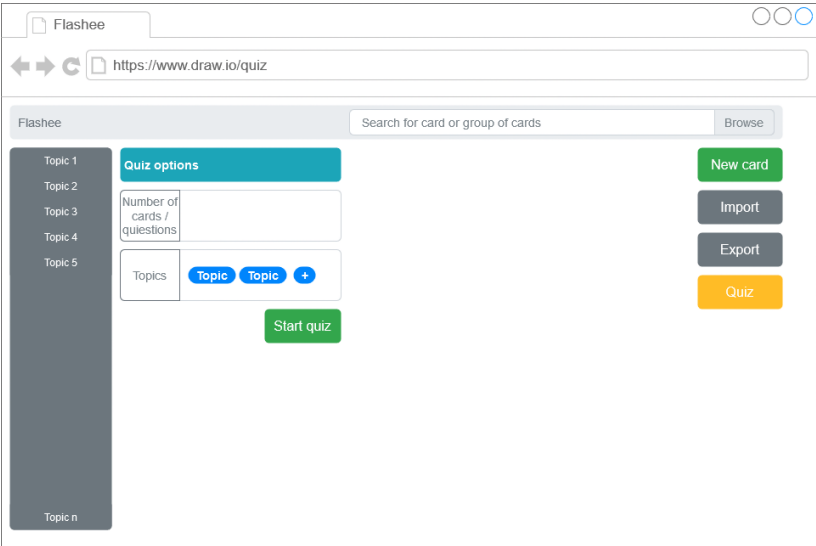 Flashee
https://www.draw.io/quiz
Flashee
Search for card or group of cards
Browse
Topic 1
Topic 2
Topic 3
Topic 4
Topic 5
Topic n
Quiz options
Number of
cards /
quiestions
Topics
Topic
Topic
+
Start quiz
New card
Import
Export
Quiz